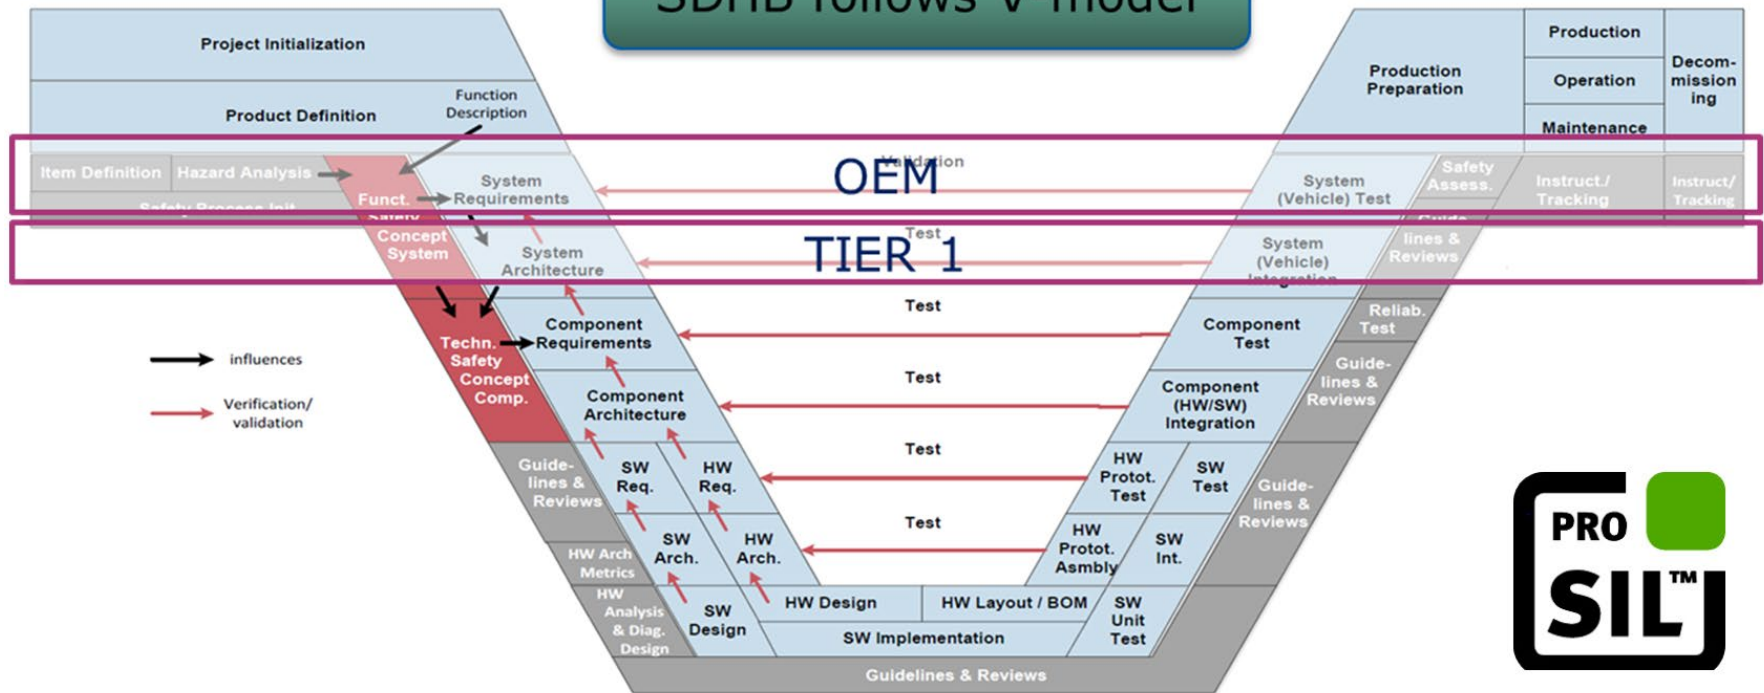 SDHB follows V-model
Project Initialization
Product Definition
Function
Description
Production
Preparation
Production
Operation
Maintenance
Decom-
mission
ing
Item Definition
Hazard Analysis
Safety Process Init.
Funct.
Safety
Concept
System
System
Requirements
Validation
OEM
System
(Vehicle) Test
Safety
Assess.
Instruct./
Tracking
Instruct/
Tracking
System
Architecture
Test
TIER 1
System
(Vehicle)
Integration
Guide-
lines &
Reviews
influences
Verification/
validation
Techn.
Safety
Concept
Comp.
Component
Requirements
Test
Component
Test
Reliab.
Test
Component
Architecture
Test
Component
(HW/SW)
Integration
Guide-
lines &
Reviews
Guide-
lines &
Reviews
SW
Req.
HW
Req.
Test
HW
Protot.
Test
SW
Test
Guide-
lines &
Reviews
HW Arch
Metrics
SW
Arch.
HW
Arch.
Test
HW
Protot.
Asmbly
SW
Int.
HW
Analysis
& Diag.
Design
SW
Design
HW Design
HW Layout / BOM
SW Implementation
SW
Unit
Test
Guidelines & Reviews
PRO
SIL™